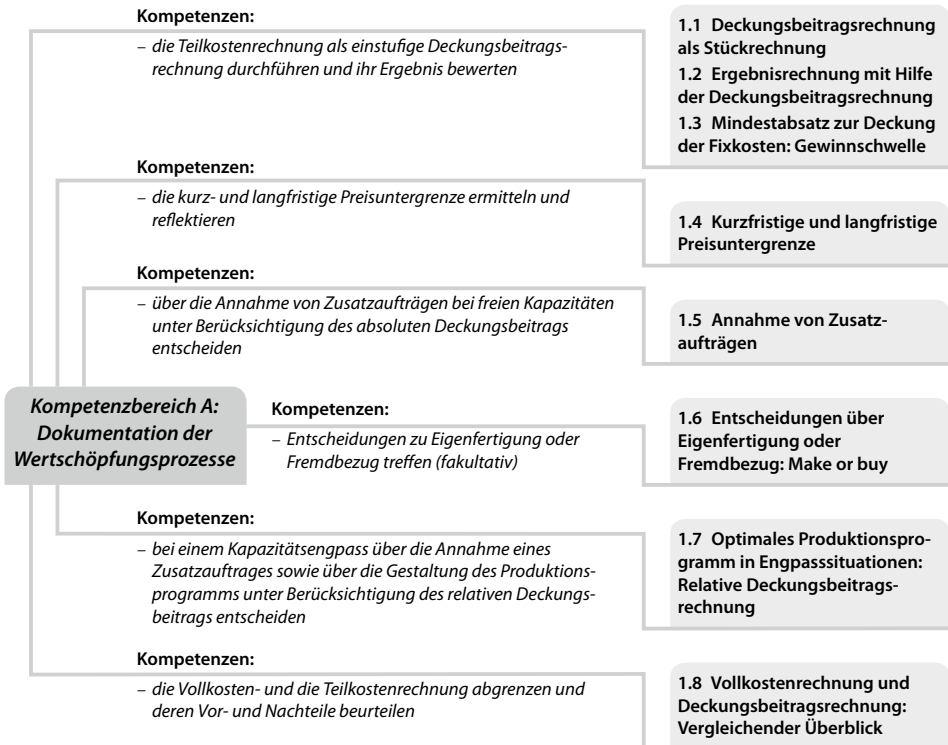 Kompetenzen:
– die Teilkostenrechnung als einstufige Deckungsbeitrags-
rechnung durchführen und ihr Ergebnis bewerten
1.1 Deckungsbeitragsrechnung
als Stückrechnung
1.2 Ergebnisrechnung mit Hilfe
der Deckungsbeitragsrechnung
1.3 Mindestabsatz zur Deckung
der Fixkosten: Gewinnschwelle
Kompetenzen:
– die kurz- und langfristige Preisuntergrenze ermitteln und
reflektieren
1.4 Kurzfristige und langfristige
Preisuntergrenze
Kompetenzen:
– über die Annahme von Zusatzaufträgen bei freien Kapazitäten
unter Berücksichtigung des absoluten Deckungsbeitrags
entscheiden
1.5 Annahme von Zusatz-
aufträgen
Kompetenzbereich A:
Dokumentation der
Wertschöpfungsprozesse
Kompetenzen:
– Entscheidungen zu Eigenfertigung oder
Fremdbezug treffen (fakultativ)
1.6 Entscheidungen über
Eigenfertigung oder
Fremdbezug: Make or buy
Kompetenzen:
– bei einem Kapazitätsengpass über die Annahme eines
Zusatzauftrages sowie über die Gestaltung des Produktions-
programms unter Berücksichtigung des relativen Deckungs-
beitrags entscheiden
1.7 Optimales Produktionspro-
gramm in Engpasssituationen:
Relative Deckungsbeitrags-
rechnung
Kompetenzen:
– die Vollkosten- und die Teilkostenrechnung abgrenzen und
deren Vor- und Nachteile beurteilen
1.8 Vollkostenrechnung und
Deckungsbeitragsrechnung:
Vergleichender Überblick